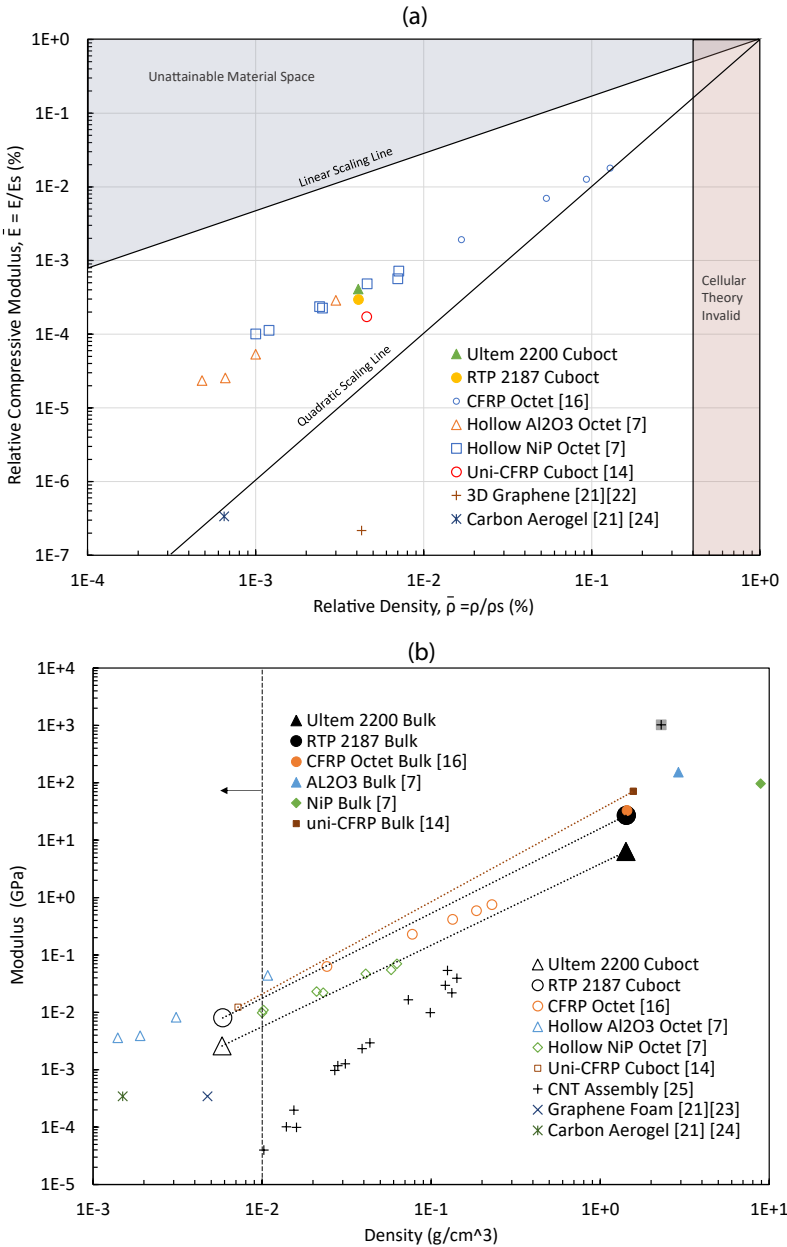 (a)
1E+0
1E-1
1E-2
1E-3
1E-4
1E-5
1E-6
1E-7
Relative Compressive Modulus, E̅ = E/Es (%)
Unattainable Material Space
Linear Scaling Line
Quadratic Scaling Line
Cellular
Theory
Invalid
Ultem 2200 Cuboct
RTP 2187 Cuboct
CFRP Octet [16]
Hollow Al2O3 Octet [7]
Hollow NiP Octet [7]
Uni-CFRP Cuboct [14]
3D Graphene [21][22]
Carbon Aerogel [21] [24]
1E-4 1E-3 1E-2 1E-1 1E+0
Relative Density, ρ̅ =ρ/ρs (%)
(b)
1E+4
1E+3
1E+2
1E+1
1E+0
1E-1
1E-2
1E-3
1E-4
1E-5
Modulus (GPa)
Ultem 2200 Bulk
RTP 2187 Bulk
CFRP Octet Bulk [16]
AL2O3 Bulk [7]
NiP Bulk [7]
uni-CFRP Bulk [14]
Ultem 2200 Cuboct
RTP 2187 Cuboct
CFRP Octet [16]
Hollow Al2O3 Octet [7]
Hollow NiP Octet [7]
Uni-CFRP Cuboct [14]
CNT Assembly [25]
Graphene Foam [21][23]
Carbon Aerogel [21] [24]
1E-3 1E-2 1E-1 1E+0 1E+1
Density (g/cm^3)